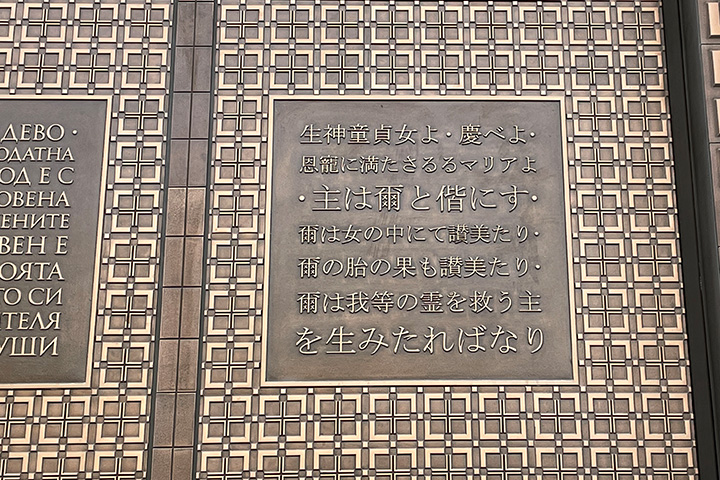 ДЕВО·
ОДАТНА
ОД Е С
ОВЕНА
ЕНИТЕ
ВЕН Е
ОЯТА
ТО СИ
ИТЕЛЯ
УШИ
生神童貞女よ・慶べよ・
恩寵に満たさるるマリアよ
・主は爾と偕にす・
爾は女の中にて讃美たり・
爾の胎の果も讃美たり・
爾は我等の霊を救う主
を生みたればなり